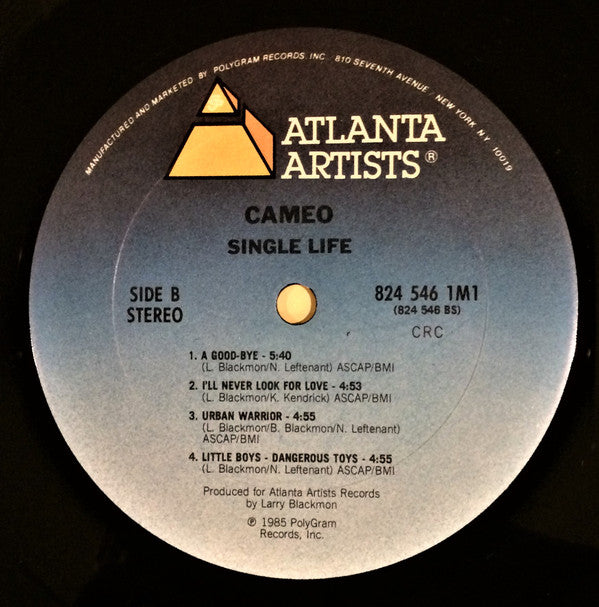 MANUFACTURED AND MARKETED BY POLYGRAM RECORDS, INC. 810 SEVENTH AVENUE, NEW YORK, N.Y. 10019
ATLANTA
ARTISTS®
CAMEO
SINGLE LIFE
SIDE B
STEREO
824 546 1M1
(824 546 BS)
CRC
1. A GOOD-BYE - 5:40
(L. Blackmon/N. Leftenant) ASCAP/BMI
2. I'LL NEVER LOOK FOR LOVE - 4:53
(L. Blackmon/K. Kendrick) ASCAP/BMI
3. URBAN WARRIOR - 4:55
(L. Blackmon/B. Blackmon/N. Leftenant)
ASCAP/BMI
4. LITTLE BOYS - DANGEROUS TOYS - 4:55
(L. Blackmon/N. Leftenant) ASCAP/BMI
Produced for Atlanta Artists Records
by Larry Blackmon
℗ 1985 PolyGram
Records, Inc.